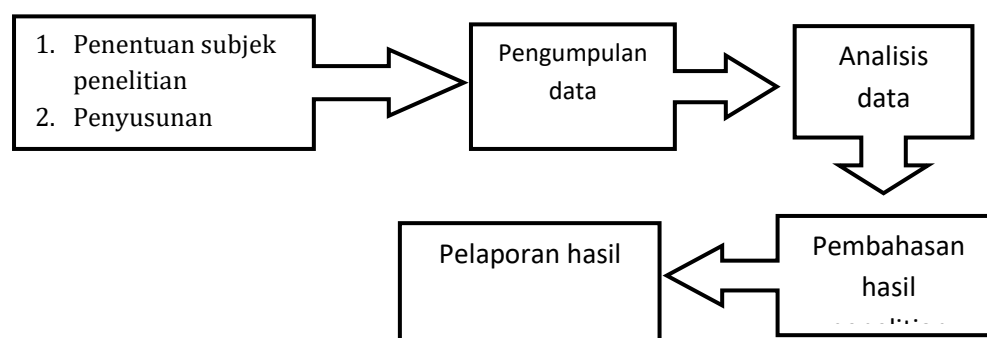 1. Penentuan subjek
penelitian
2. Penyusunan
Pengumpulan
data
Analisis
data
Pembahasan
hasil
Pelaporan hasil